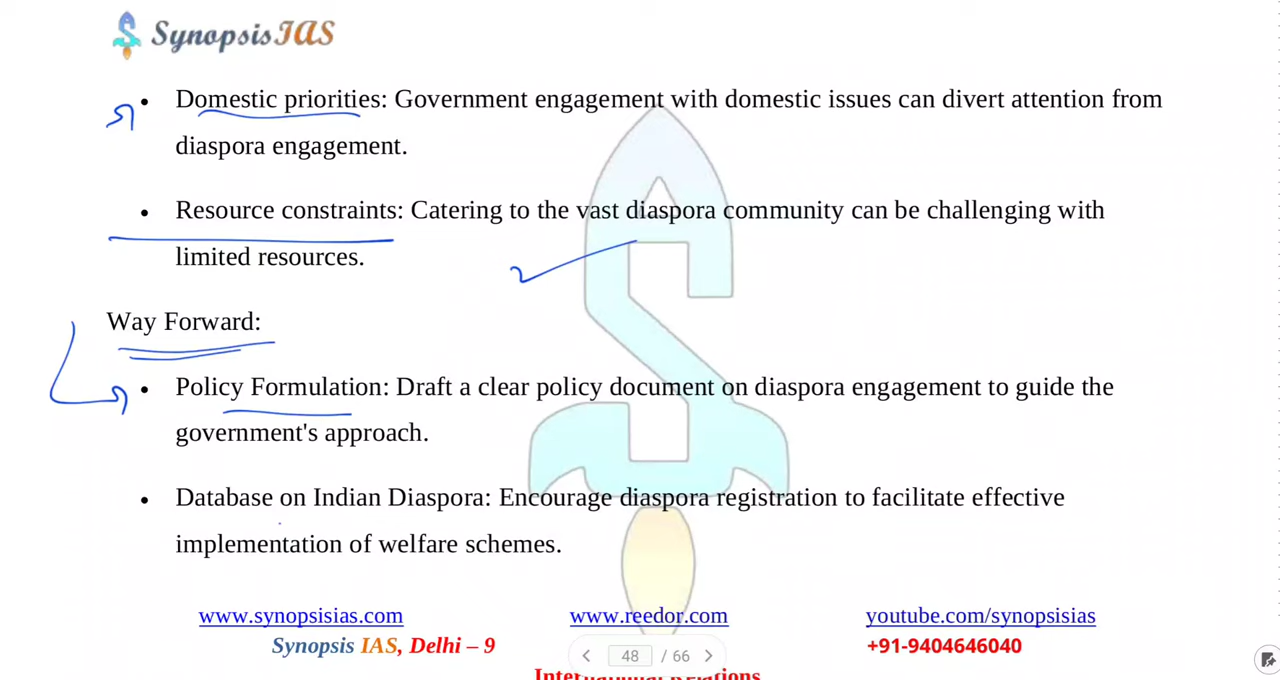 SynopsisIAS
• Domestic priorities: Government engagement with domestic issues can divert attention from
diaspora engagement.
• Resource constraints: Catering to the vast diaspora community can be challenging with
limited resources.
Way Forward:
• Policy Formulation: Draft a clear policy document on diaspora engagement to guide the
government's approach.
• Database on Indian Diaspora: Encourage diaspora registration to facilitate effective
implementation of welfare schemes.
www.synopsisias.com www.reedor.com youtube.com/synopsisias
Synopsis IAS, Delhi – 9 +91-9404646040
48 / 66
International Relations